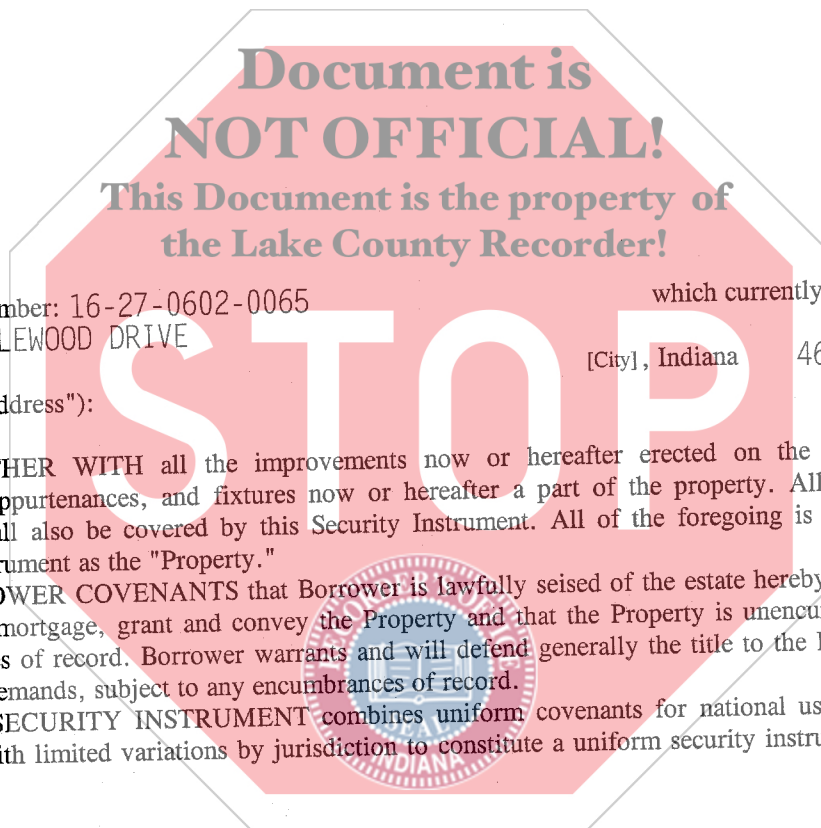 Document is
NOT OFFICIAL!
This Document is the property of
the Lake County Recorder!
mber: 16-27-0602-0065 which currently
LEWOOD DRIVE
[City], Indiana 46
ddress"):
STOP
HER WITH all the improvements now or hereafter erected on the
ppurtenances, and fixtures now or hereafter a part of the property. All
ll also be covered by this Security Instrument. All of the foregoing is
rument as the "Property."
OWER COVENANTS that Borrower is lawfully seised of the estate hereby
mortgage, grant and convey the Property and that the Property is unencu
s of record. Borrower warrants and will defend generally the title to the
emands, subject to any encumbrances of record.
SECURITY INSTRUMENT combines uniform covenants for national us
ith limited variations by jurisdiction to constitute a uniform security instru
RECORDER'S OFFICE
SEAL
INDIANA